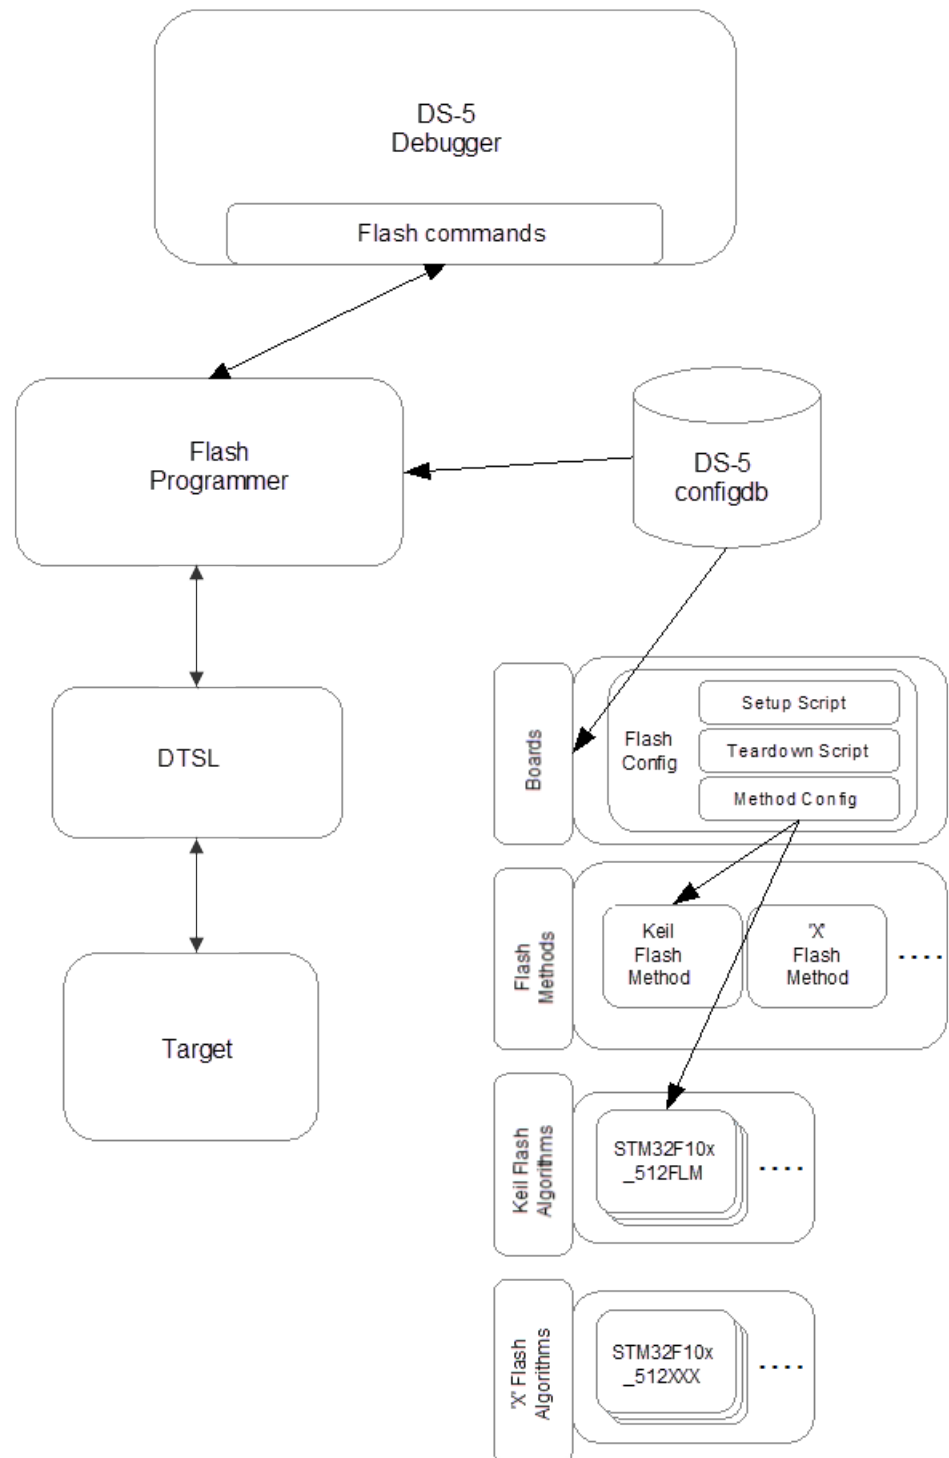 DS-5
Debugger
Flash commands
Flash
Programmer
DS-5
configdb
DTSL
Target
Boards
Flash
Config
Setup Script
Teardown Script
Method Config
Flash
Methods
Keil
Flash
Method
'X'
Flash
Method
....
Keil Flash
Algorithms
STM32F10x
_512FLM
....
'X' Flash
Algorithms
STM32F10x
_512XXX
....